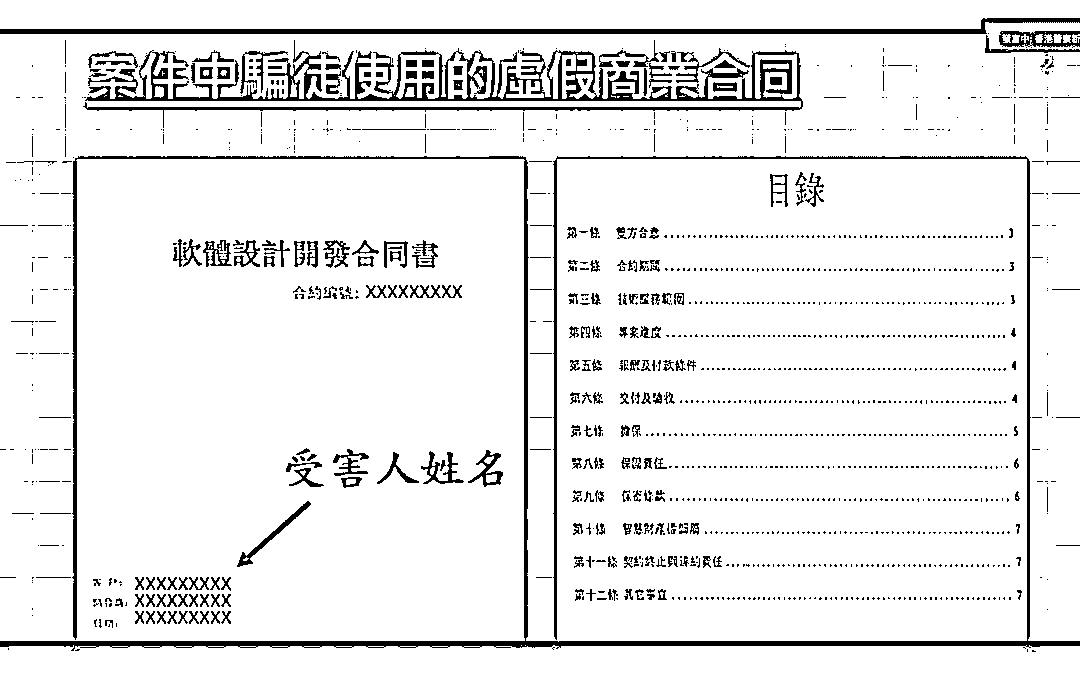 案件中騙徒使用的虛假商業合同
軟體設計開發合同書
合約編號: XXXXXXXXX
受害人姓名
XXXXXXXXX
XXXXXXXXX
日期: XXXXXXXXX
目錄
第一條 雙方合意 3
第二條 合約期間 3
第三條 技術服務範圍 3
第四條 專案進度 4
第五條 報酬及付款條件 4
第六條 交付及驗收 4
第七條 擔保 5
第八條 保固責任 6
第九條 保密條款 6
第十條 智慧財產權歸屬 7
第十一條 契約終止與違約責任 7
第十二條 其它事宜 7